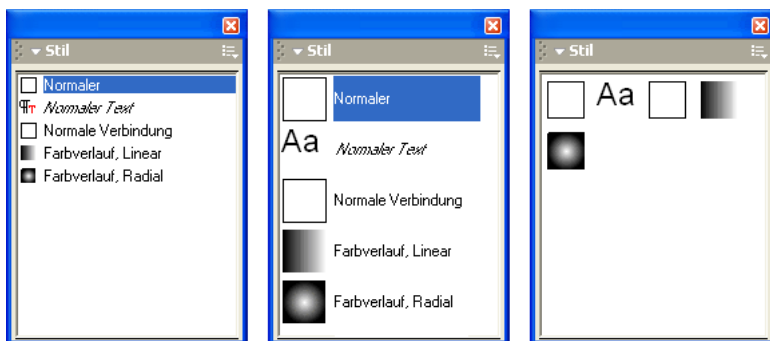 Stil
Normaler
Normaler Text
Normale Verbindung
Farbverlauf, Linear
Farbverlauf, Radial
Stil
Normaler
Aa Normaler Text
Normale Verbindung
Farbverlauf, Linear
Farbverlauf, Radial
Stil
Aa